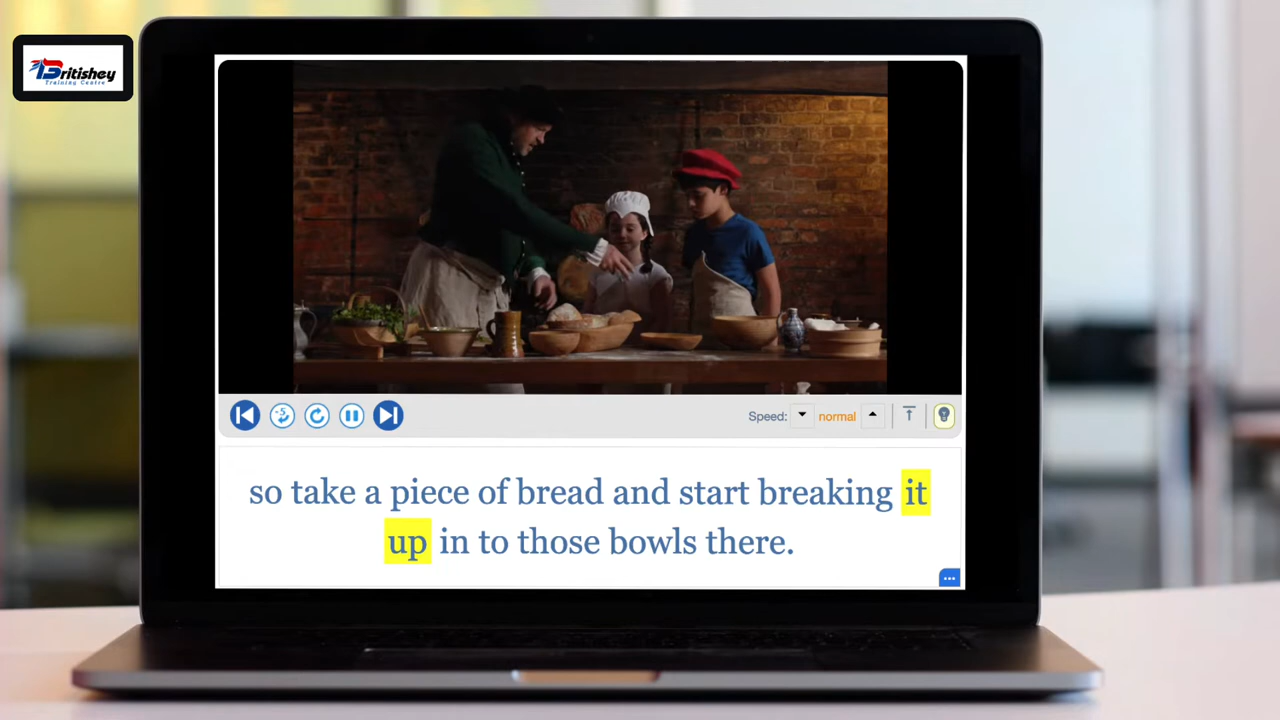 Britishey
Training Centre
5
Speed: normal
so take a piece of bread and start breaking it
up in to those bowls there.